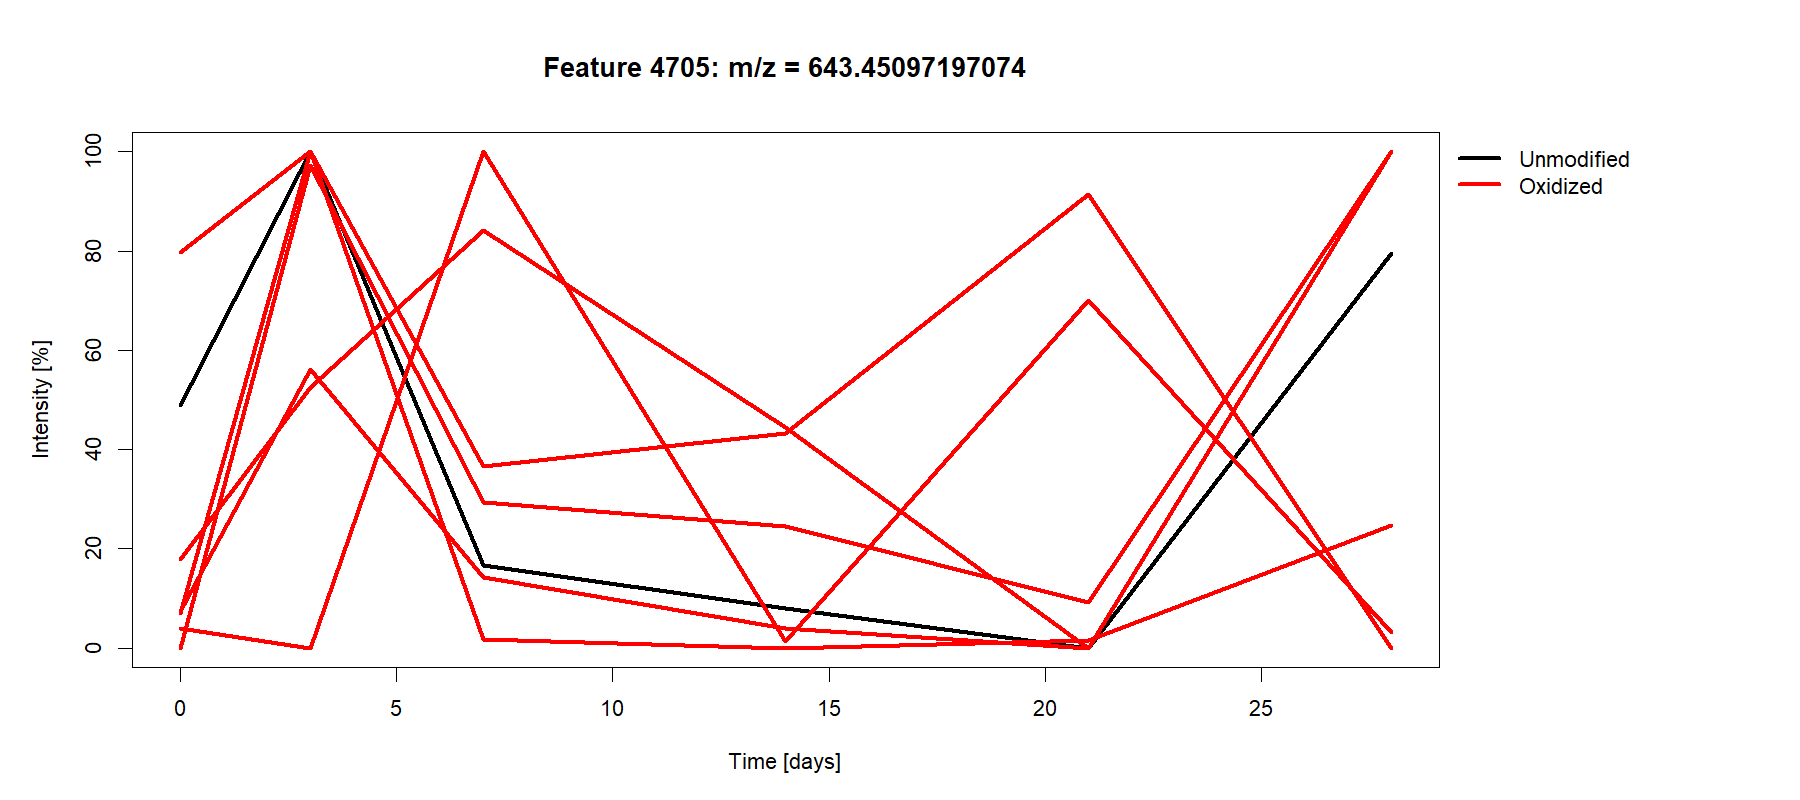 Feature 4705: m/z = 643.45097197074
Unmodified
Oxidized
100
80
60
40
20
0
Intensity [%]
0 5 10 15 20 25
Time [days]